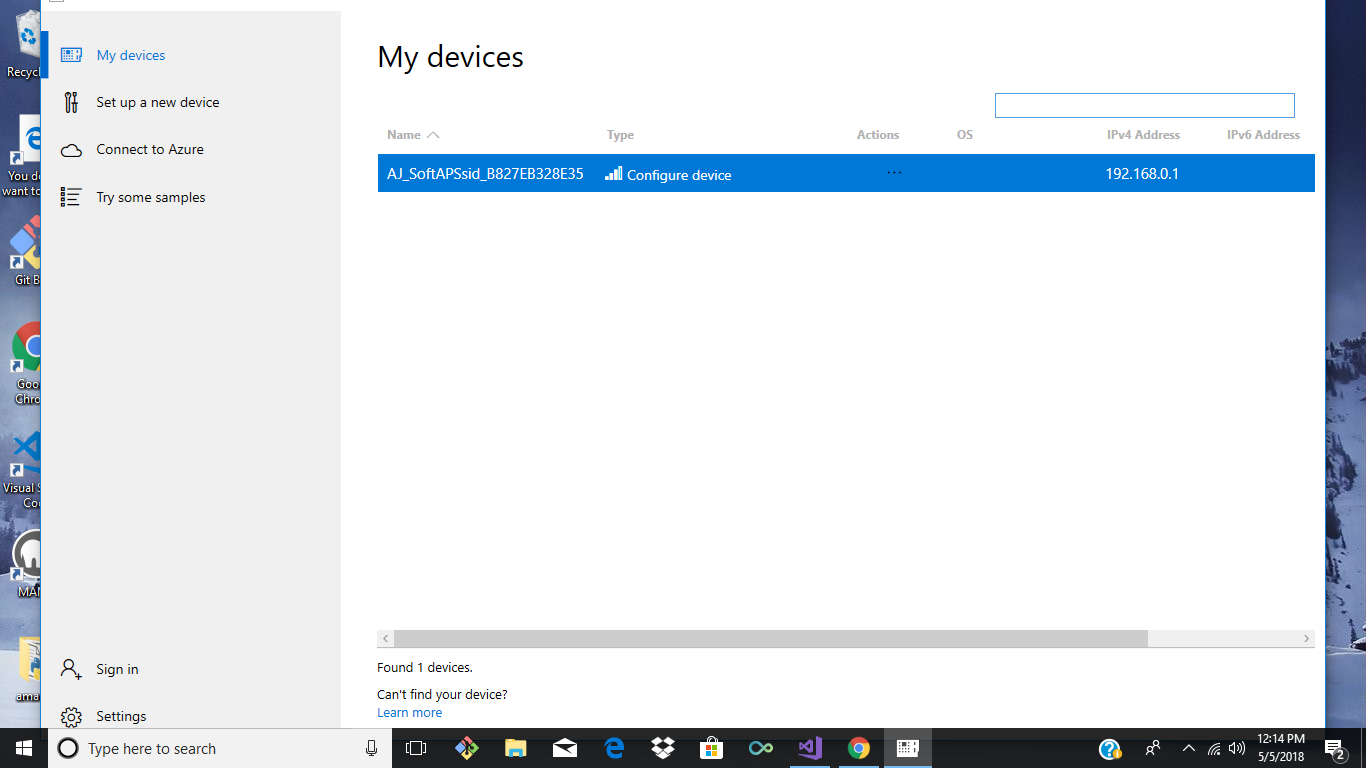 Recycl
You de
want to
Git B
Goo
Chro
Visual S
Co
MAM
ama
My devices
Set up a new device
Connect to Azure
Try some samples
Sign in
Settings
My devices
Name Type Actions OS IPv4 Address IPv6 Address
AJ_SoftAPSsid_B827EB328E35 Configure device ... 192.168.0.1
Found 1 devices.
Can't find your device?
Learn more
Type here to search
12:14 PM
5/5/2018
2